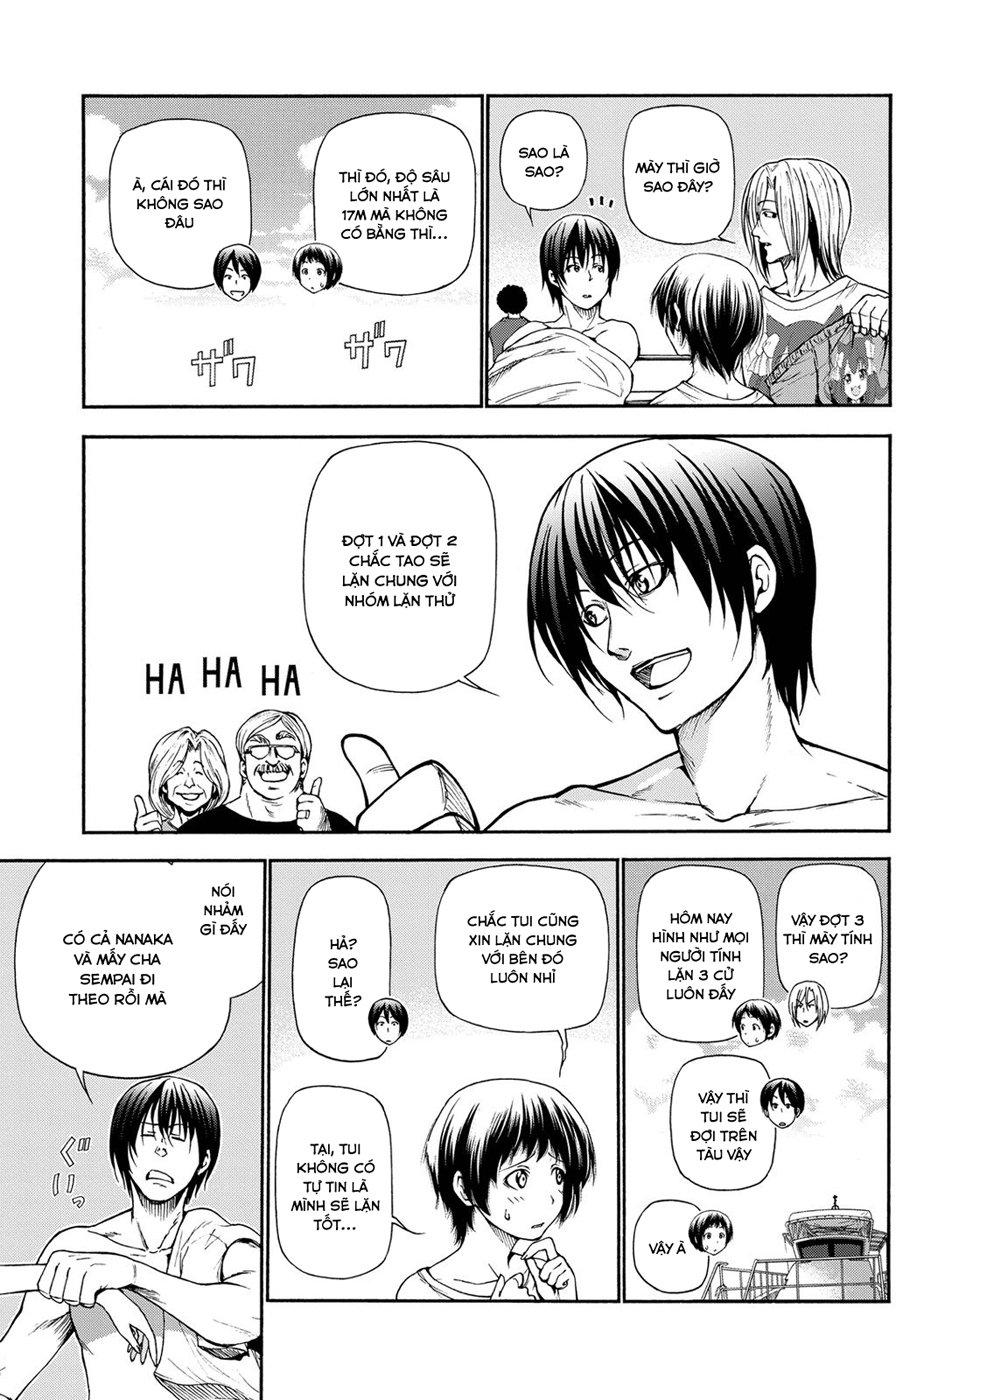 MÀY THÌ GIỜ
SAO ĐÂY?
SAO LÀ
SAO?
THÌ ĐÓ, ĐỘ SÂU
LỚN NHẤT LÀ
17M MÀ KHÔNG
CÓ BẰNG THÌ...
À, CÁI ĐÓ THÌ
KHÔNG SAO
ĐÂU
ザワ
ザワ
ĐỢT 1 VÀ ĐỢT 2
CHẮC TAO SẼ
LẶN CHUNG VỚI
NHÓM LẶN THỬ
HA HA HA
VẬY ĐỢT 3
THÌ MÀY TÍNH
SAO?
HÔM NAY
HÌNH NHƯ MỌI
NGƯỜI TÍNH
LẶN 3 CỬ
LUÔN ĐẤY
VẬY THÌ
TUI SẼ
ĐỢI TRÊN
TÀU VẬY
VẬY À
CHẮC TUI CŨNG
XIN LẶN CHUNG
VỚI BÊN ĐÓ
LUÔN NHỈ
HẢ?
SAO
LẠI
THẾ?
TẠI, TUI
KHÔNG CÓ
TỰ TIN LÀ
MÌNH SẼ LẶN
TỐT...
NÓI
NHẢM
GÌ ĐẤY
CÓ CẢ NANAKA
VÀ MẤY CHA
SEMPAI ĐI
THEO RỒI MÀ
ぐいっ